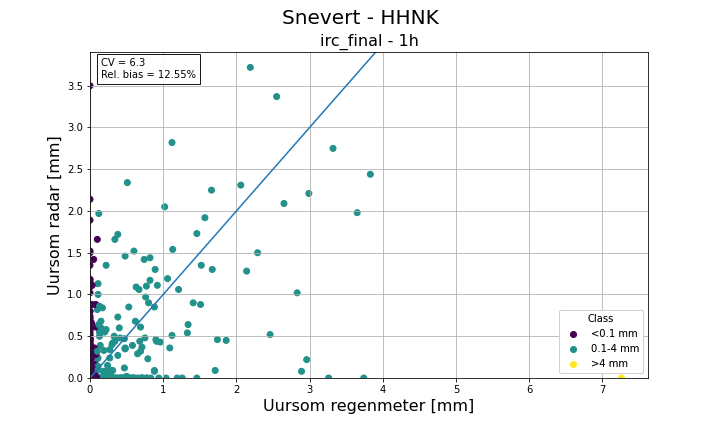 Snevert - HHNK
irc_final - 1h
CV = 6.3
Rel. bias = 12.55%
Uursom radar [mm]
3.5
3.0
2.5
2.0
1.5
1.0
0.5
0.0
0 1 2 3 4 5 6 7
Uursom regenmeter [mm]
Class
<0.1 mm
0.1-4 mm
>4 mm